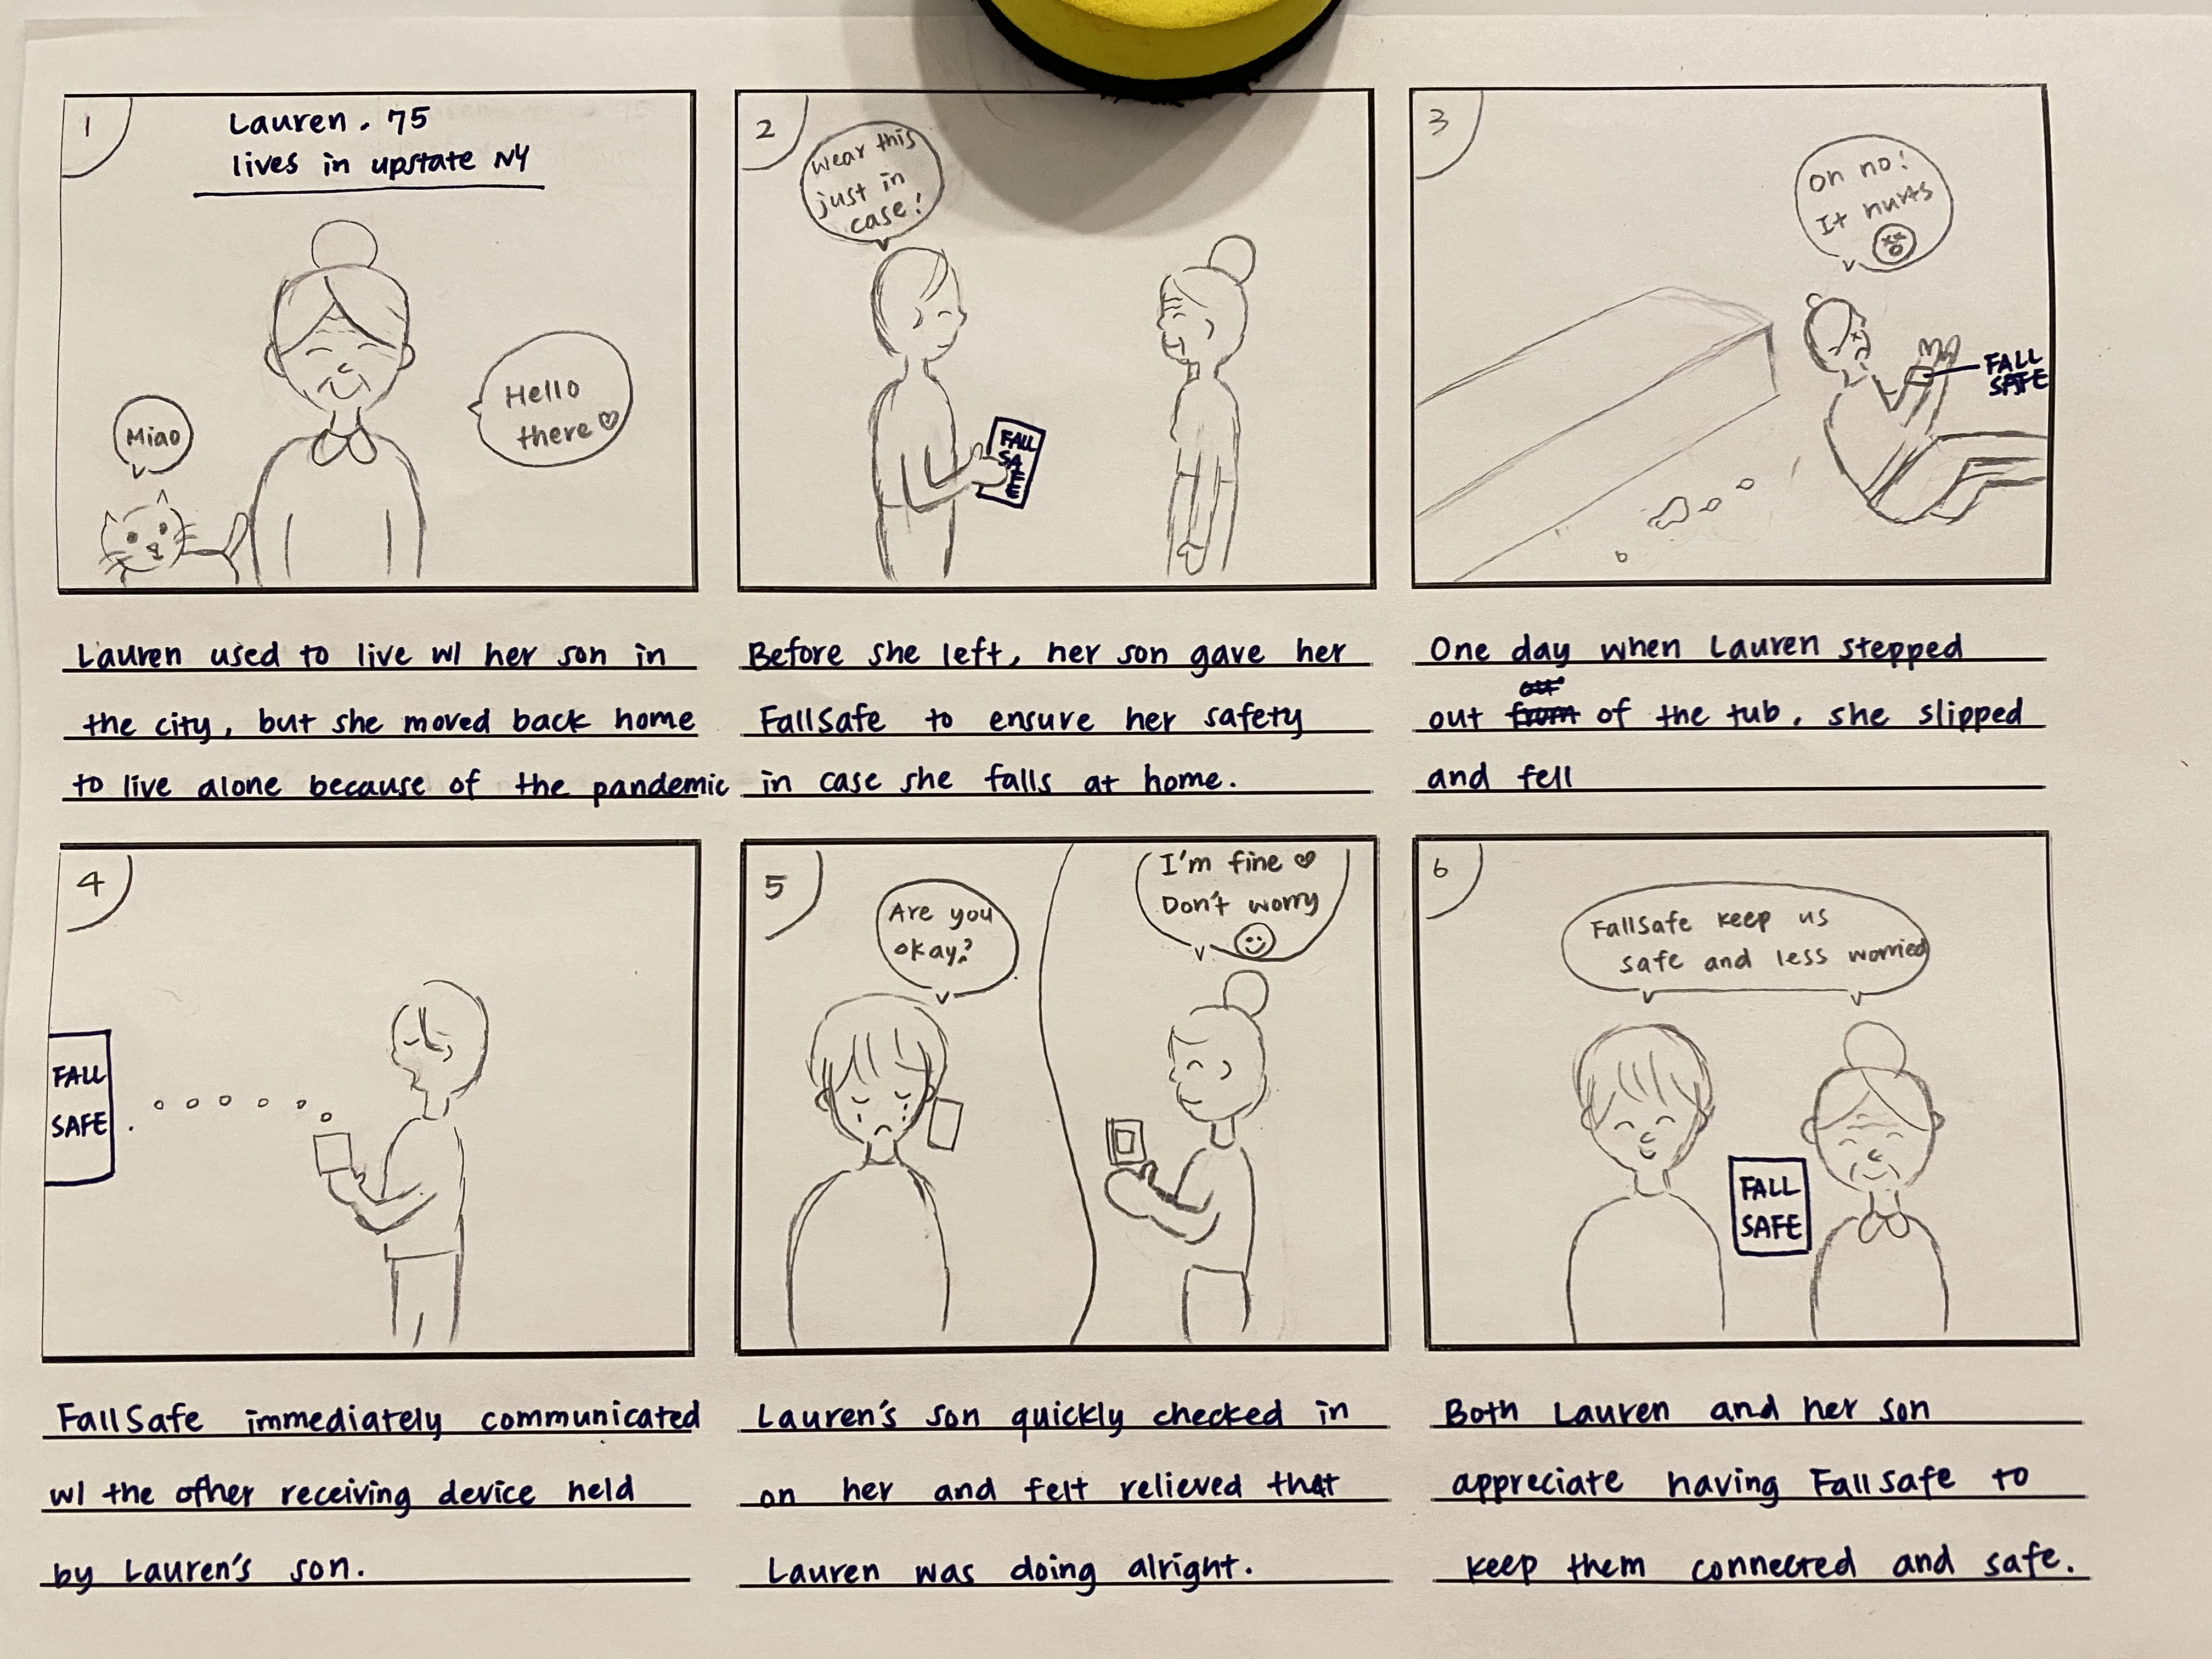 1
Lauren. 75
lives in upstate NY
Hello
there ♡
Miao
Lauren used to live w/ her son in
the city, but she moved back home
to live alone because of the pandemic
2
Wear this
just in
case!
FALL
SAFE
Before she left, her son gave her
FallSafe to ensure her safety
in case she falls at home.
3
Oh no!
It hurts
FALL
SAFE
One day when Lauren stepped
out of the tub, she slipped
and fell
4
FALL
SAFE
FallSafe immediately communicated
w/ the other receiving device held
by Lauren's son.
5
Are you
okay?
I'm fine ♥
Don't worry
Lauren's son quickly checked in
on her and felt relieved that
Lauren was doing alright.
6
FallSafe keep us
safe and less worried
FALL
SAFE
Both Lauren and her son
appreciate having FallSafe to
keep them connected and safe.